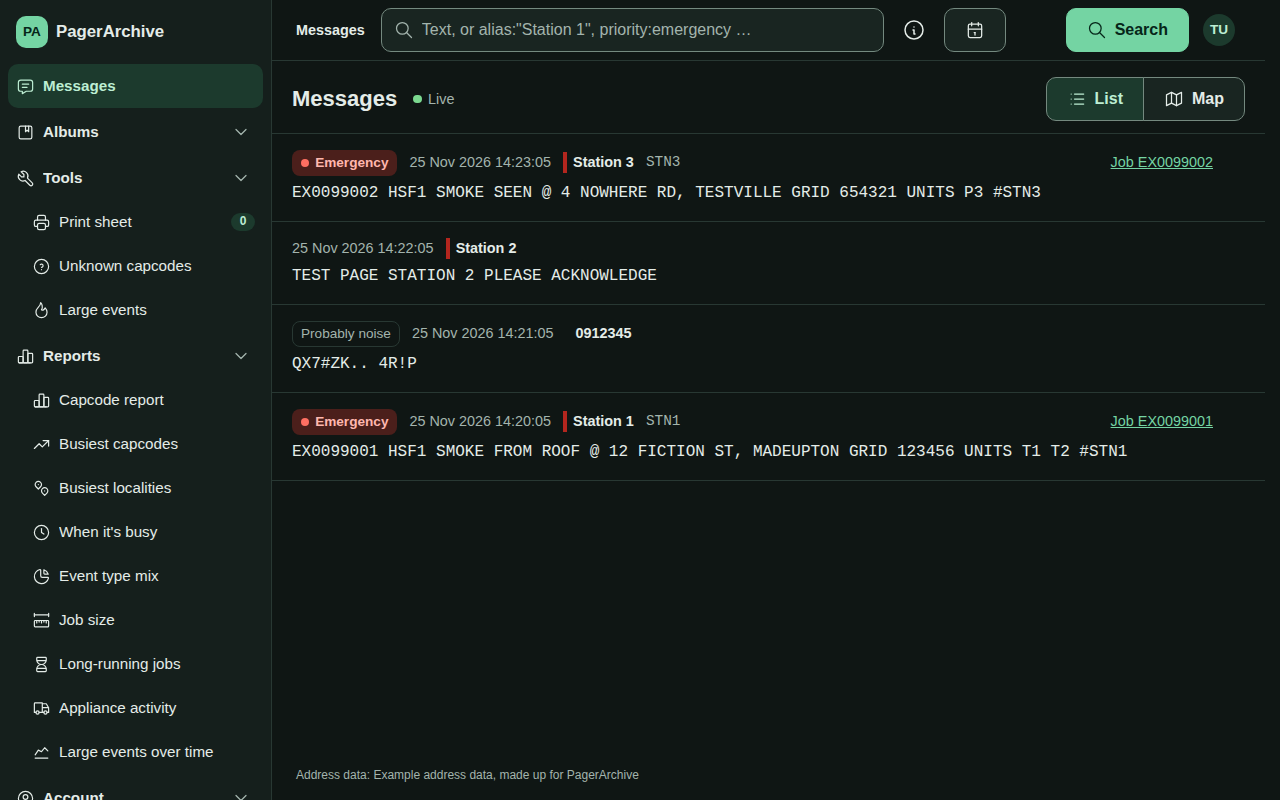 PA PagerArchive
Messages
Albums
Tools
Print sheet 0
Unknown capcodes
Large events
Reports
Capcode report
Busiest capcodes
Busiest localities
When it's busy
Event type mix
Job size
Long-running jobs
Appliance activity
Large events over time
Account
Messages Text, or alias:"Station 1", priority:emergency … Search TU
Messages Live List Map
Emergency 25 Nov 2026 14:23:05 Station 3 STN3 Job EX0099002
EX0099002 HSF1 SMOKE SEEN @ 4 NOWHERE RD, TESTVILLE GRID 654321 UNITS P3 #STN3
25 Nov 2026 14:22:05 Station 2
TEST PAGE STATION 2 PLEASE ACKNOWLEDGE
Probably noise 25 Nov 2026 14:21:05 0912345
QX7#ZK.. 4R!P
Emergency 25 Nov 2026 14:20:05 Station 1 STN1 Job EX0099001
EX0099001 HSF1 SMOKE FROM ROOF @ 12 FICTION ST, MADEUPTON GRID 123456 UNITS T1 T2 #STN1
Address data: Example address data, made up for PagerArchive